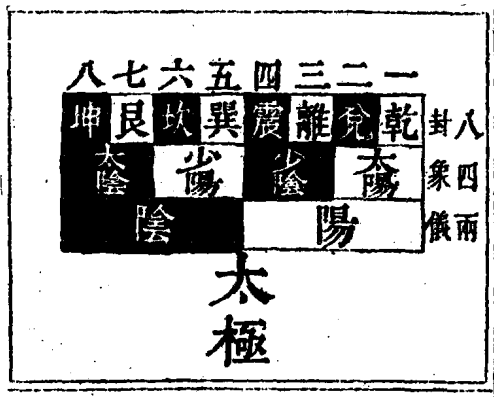 一 二 三 四 五 六 七 八
八封 乾 兌 離 震 巽 坎 艮 坤
四象 太陽 少陰 少陽 太陰
兩儀 陽 陰
太極